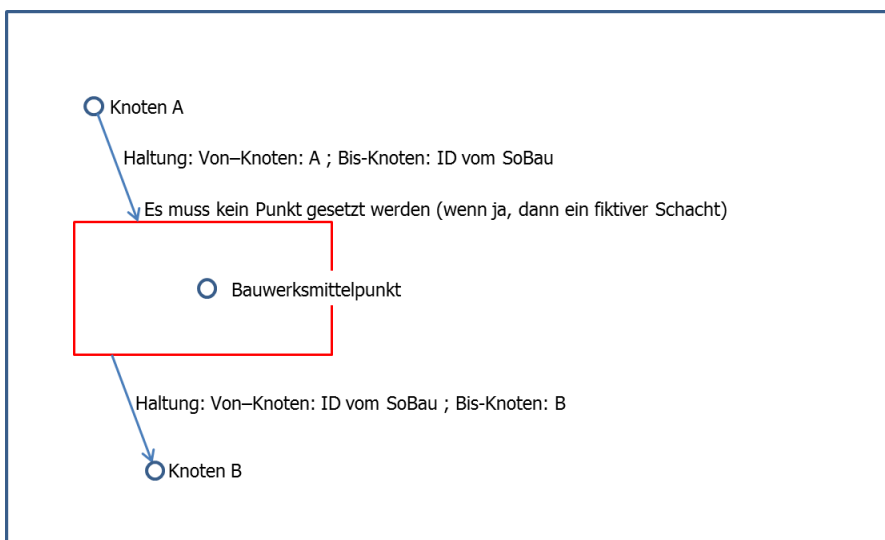 Knoten A
Haltung: Von–Knoten: A ; Bis-Knoten: ID vom SoBau
Es muss kein Punkt gesetzt werden (wenn ja, dann ein fiktiver Schacht)
Bauwerksmittelpunkt
Haltung: Von–Knoten: ID vom SoBau ; Bis-Knoten: B
Knoten B